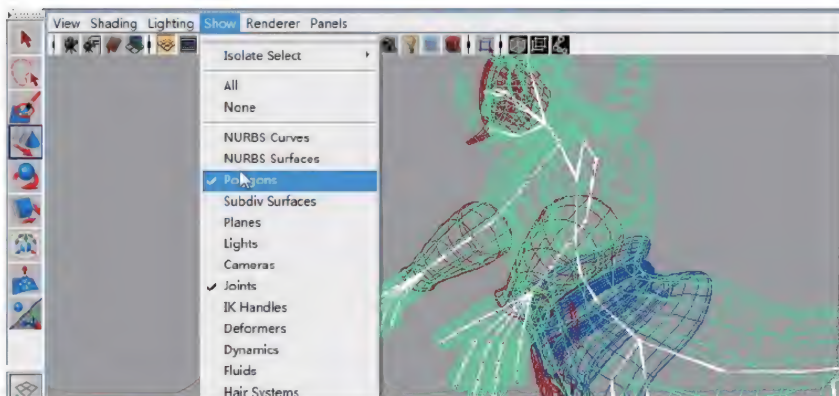 View Shading Lighting Show Renderer Panels
Isolate Select
All
None
NURBS Curves
NURBS Surfaces
Polygons
Subdiv Surfaces
Planes
Lights
Cameras
Joints
IK Handles
Deformers
Dynamics
Fluids
Hair Systems